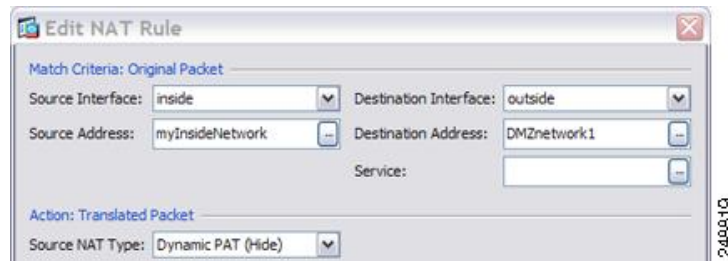 Edit NAT Rule
Match Criteria: Original Packet
Source Interface: inside Destination Interface: outside
Source Address: myInsideNetwork ... Destination Address: DMZnetwork1 ...
Service: ...
Action: Translated Packet
Source NAT Type: Dynamic PAT (Hide)
248819